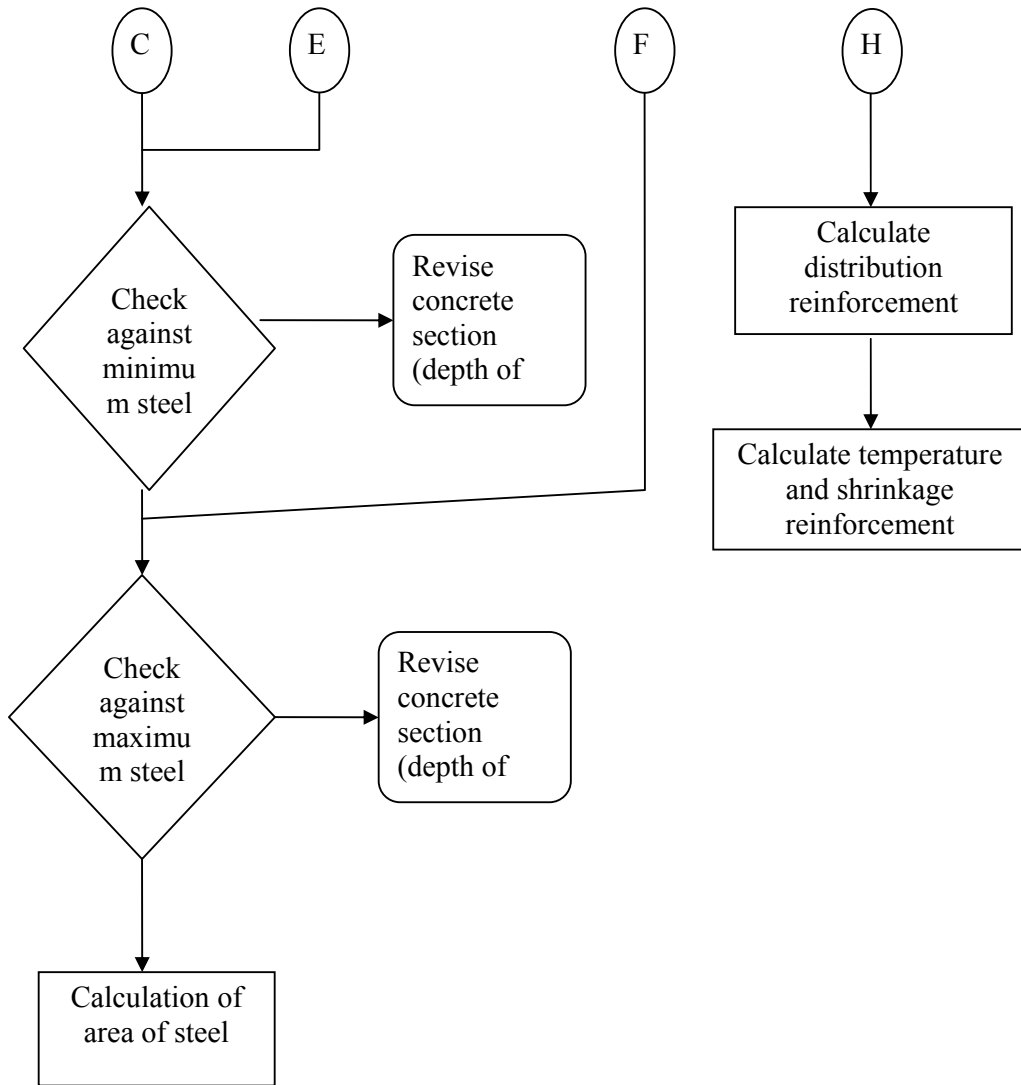 C
E
F
H
Check
against
minimu
m steel
Revise
concrete
section
(depth of
Calculate
distribution
reinforcement
Calculate temperature
and shrinkage
reinforcement
Check
against
maximu
m steel
Revise
concrete
section
(depth of
Calculation of
area of steel